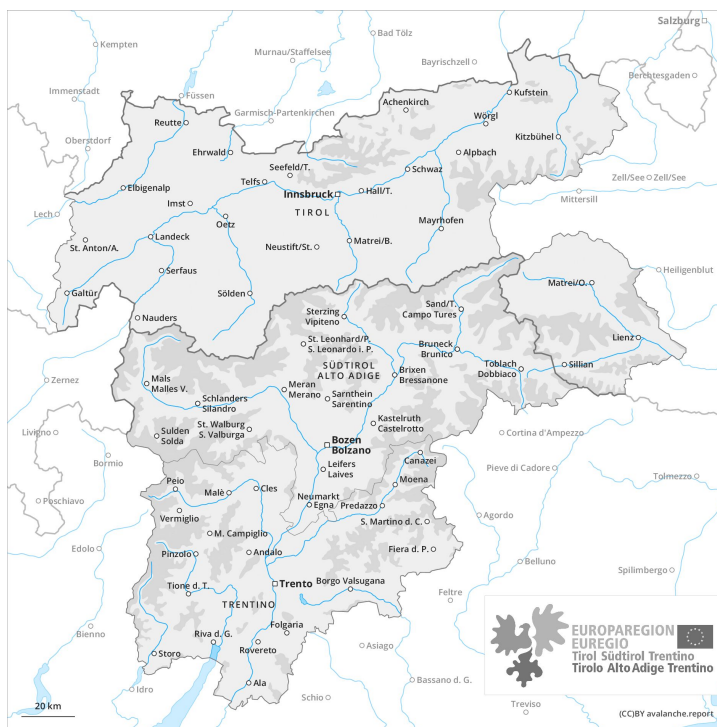 Salzburg
Kempten
Bad Tölz
Murnau/Staffelsee
Bayrischzell
Berchtesgaden
Immenstadt
Füssen
Garmisch-Partenkirchen
Achenkirch
Kufstein
Reutte
Wörgl
Oberstdorf
Kitzbühel
Ehrwald
Alpbach
Seefeld/T.
Schwaz
Telfs
Zell/See
Zell/See
Elbigenalp
Innsbruck
Hall/T.
Mittersill
Imst
TIROL
Lech
Oetz
Mayrhofen
Landeck
St. Anton/A.
Neustift/St.
Matrei/B.
Serfaus
Heiligenblut
Galtür
Sölden
Matrei/O.
Nauders
Sterzing
Vipiteno
Sand/T.
Campo Tures
St. Leonhard/P.
S. Leonardo i. P.
Lienz
Bruneck
Brunico
SÜDTIROL
ALTO ADIGE
Toblach
Dobbiaco
Sillian
Brixen
Bressanone
Zernez
Mals
Malles V.
Meran
Merano
Schlanders
Silandro
Sarnthein
Sarentino
St. Walburg
S. Valburga
Kastelruth
Castelrotto
Livigno
Sulden
Solda
Cortina d'Ampezzo
Bozen
Bolzano
Bormio
Canazei
Pieve di Cadore
Leifers
Laives
Tolmezzo
Peio
Moena
Poschiavo
Malè
Cles
Neumarkt
Egna
Predazzo
Vermiglio
S. Martino d. C.
Agordo
M. Campiglio
Edolo
Pinzolo
Andalo
Fiera d. P.
Belluno
Spilimbergo
Tione d. T.
Trento
Borgo Valsugana
Feltre
TRENTINO
Bienno
Folgaria
Riva d. G.
Rovereto
Asiago
Storo
Ala
Idro
Schio
Bassano d. G.
Treviso
EUROPAREGION
EUREGIO
Tirol Südtirol Trentino
Tirolo Alto Adige Trentino
20 km
(CC)BY avalanche.report